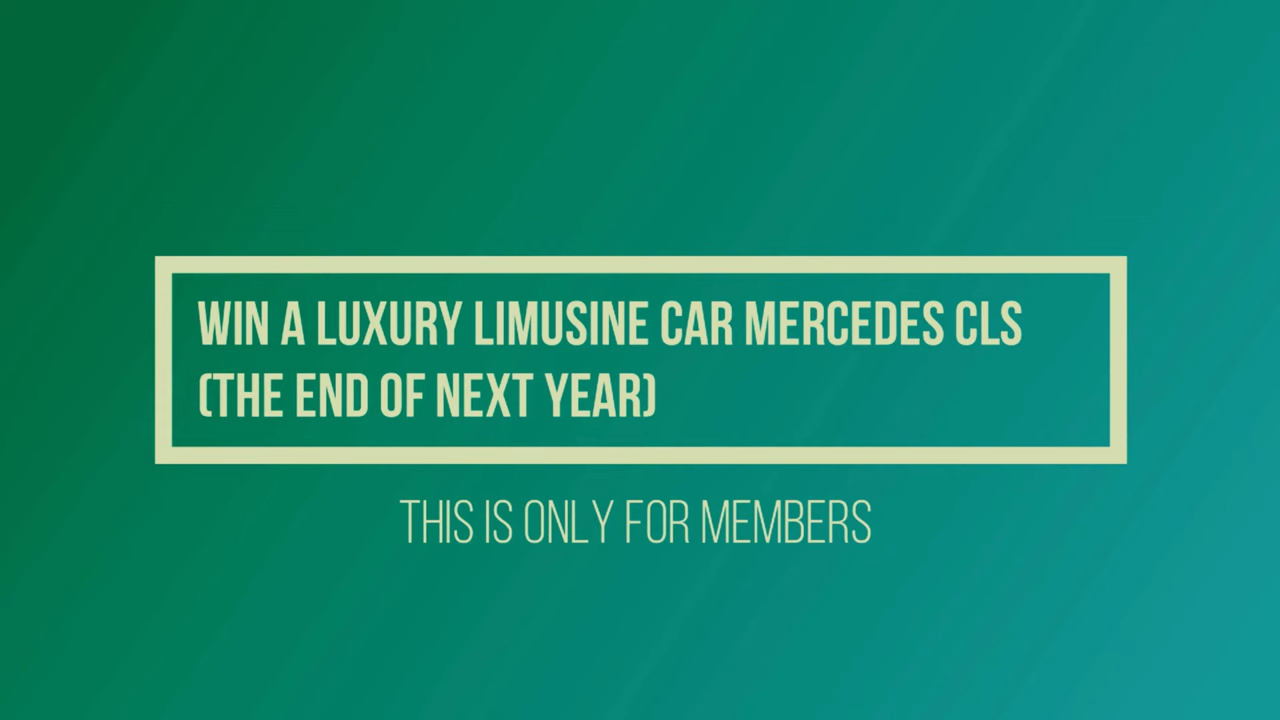 WIN A LUXURY LIMUSINE CAR MERCEDES CLS
(THE END OF NEXT YEAR)
THIS IS ONLY FOR MEMBERS